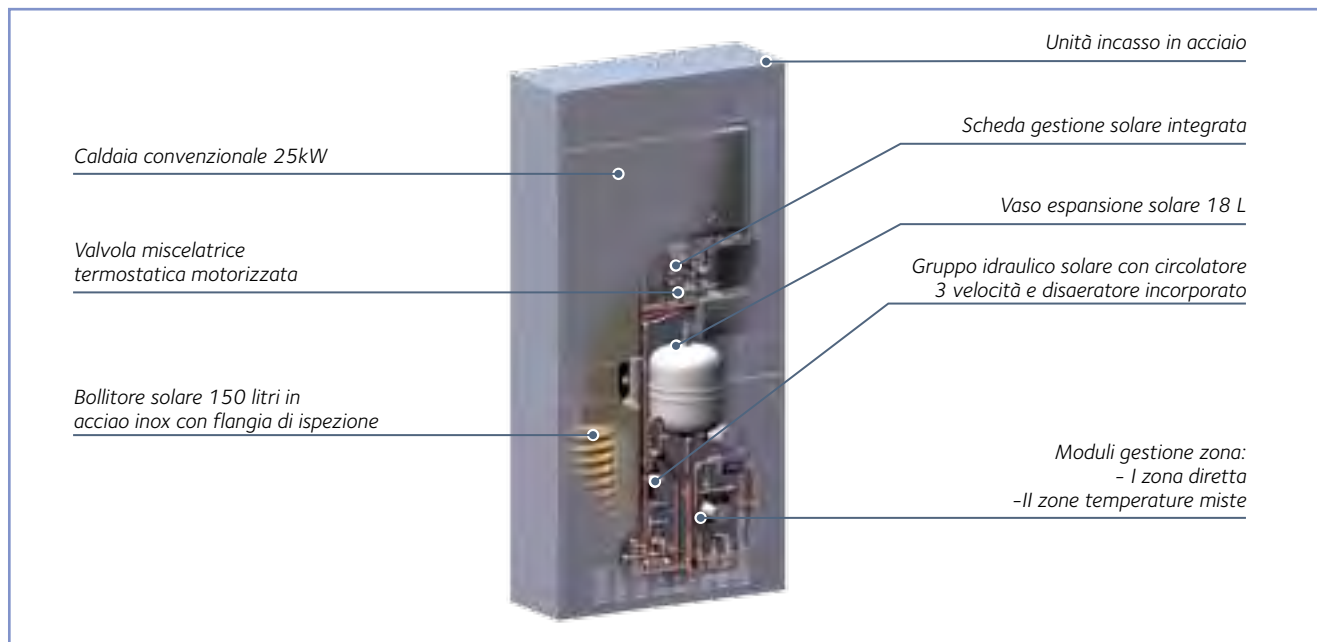 Caldaia convenzionale 25kW
Valvola miscelatrice
termostatica motorizzata
Bollitore solare 150 litri in
acciao inox con flangia di ispezione
Unità incasso in acciaio
Scheda gestione solare integrata
Vaso espansione solare 18 L
Gruppo idraulico solare con circolatore
3 velocità e disaeratore incorporato
Moduli gestione zona:
- I zona diretta
-II zone temperature miste